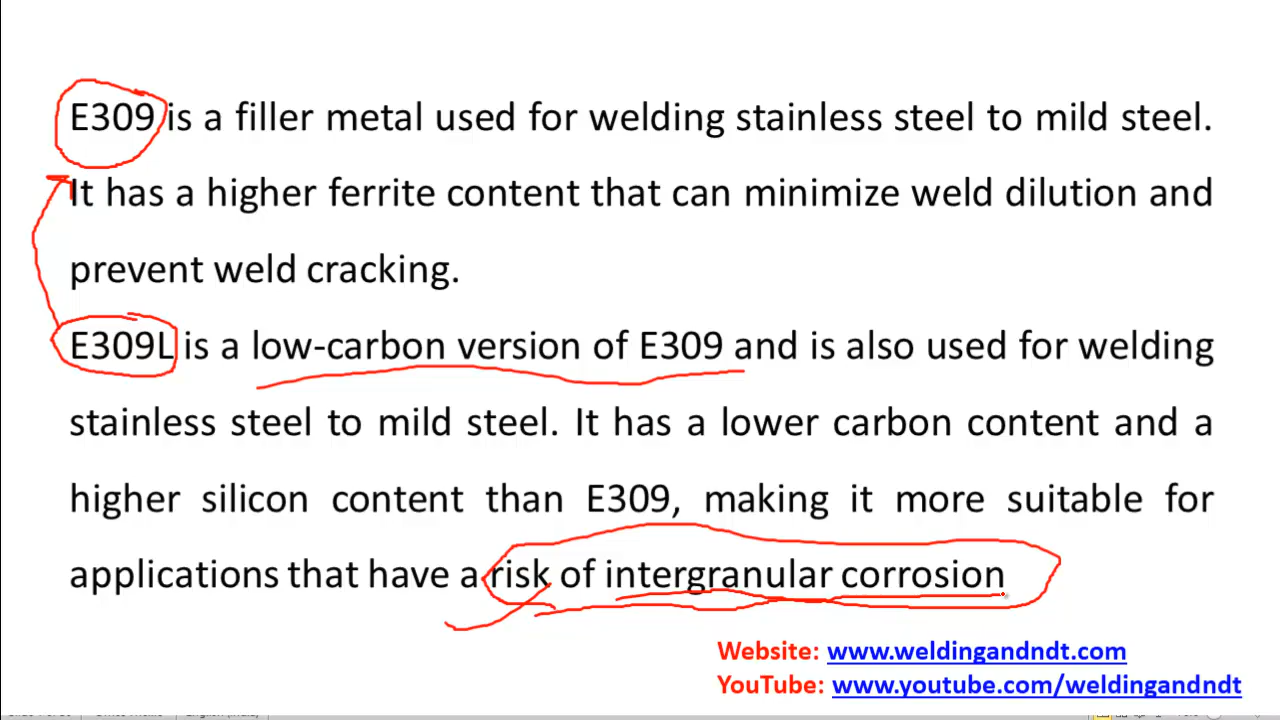 E309 is a filler metal used for welding stainless steel to mild steel.
It has a higher ferrite content that can minimize weld dilution and
prevent weld cracking.
E309L is a low-carbon version of E309 and is also used for welding
stainless steel to mild steel. It has a lower carbon content and a
higher silicon content than E309, making it more suitable for
applications that have a risk of intergranular corrosion
Website: www.weldingandndt.com
YouTube: www.youtube.com/weldingandndt